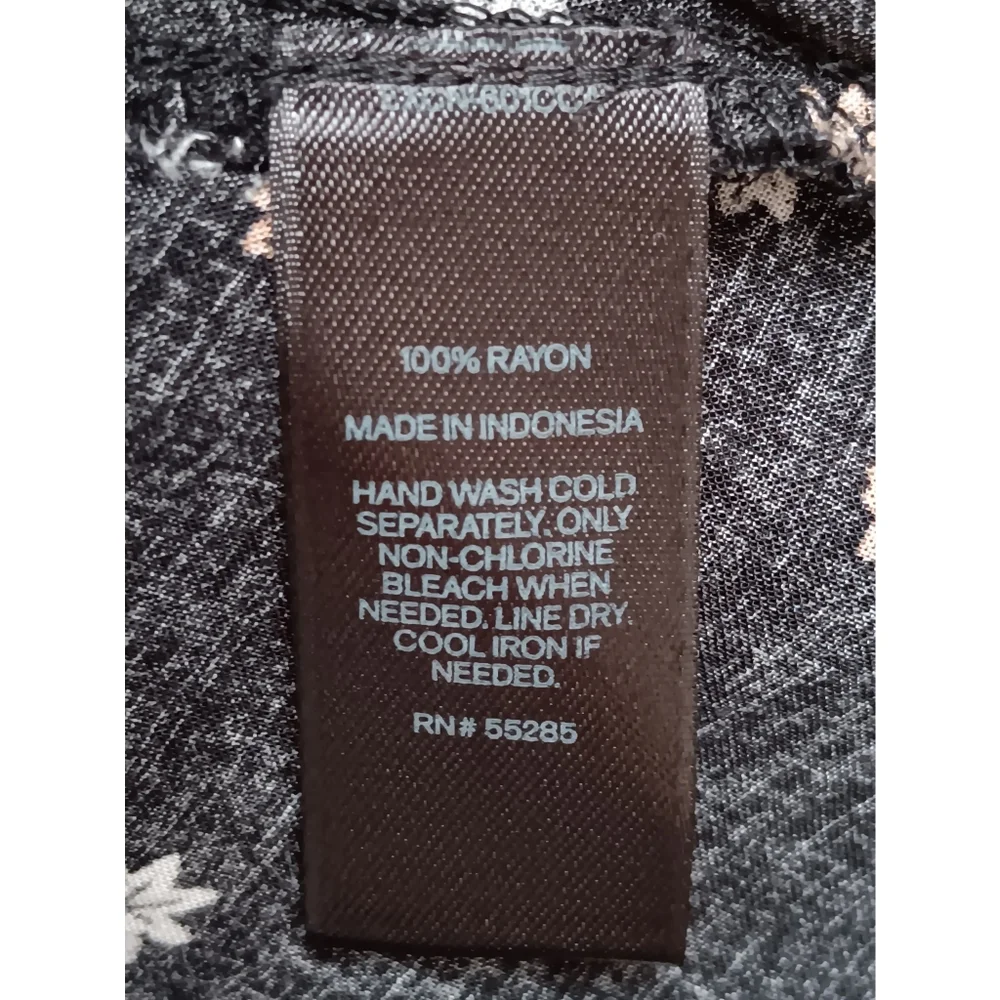 100% RAYON
MADE IN INDONESIA
HAND WASH COLD
SEPARATELY. ONLY
NON-CHLORINE
BLEACH WHEN
NEEDED. LINE DRY.
COOL IRON IF
NEEDED.
RN# 55285